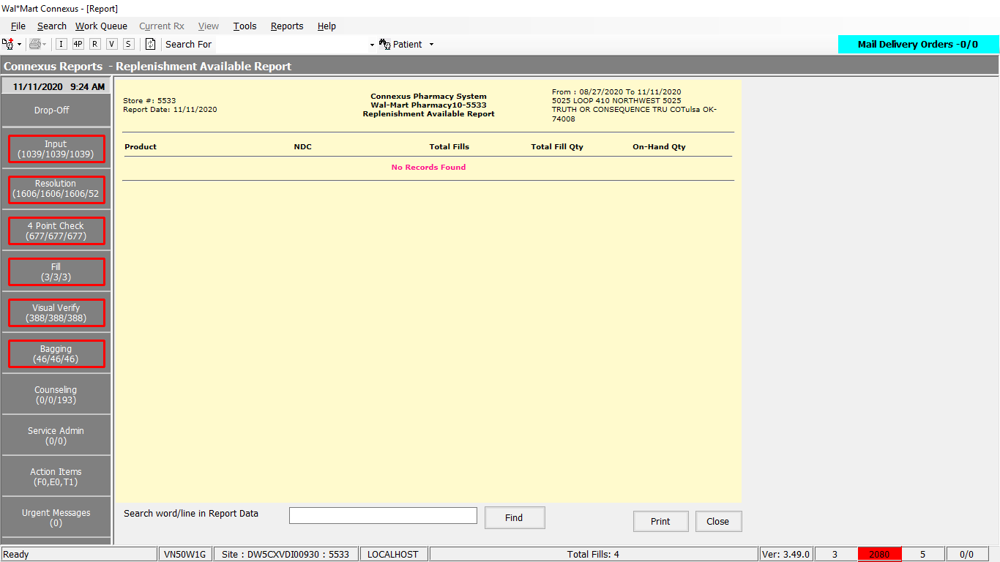 Wal*Mart Connexus - [Report]
File Search Work Queue Current Rx View Tools Reports Help
I 4P R V S Search For Patient Mail Delivery Orders -0/0
Connexus Reports - Replenishment Available Report
11/11/2020 9:24 AM
Drop-Off
Input
(1039/1039/1039)
Resolution
(1606/1606/1606/52
4 Point Check
(677/677/677)
Fill
(3/3/3)
Visual Verify
(388/388/388)
Bagging
(46/46/46)
Counseling
(0/0/193)
Service Admin
(0/0)
Action Items
(F0,E0,T1)
Urgent Messages
(0)
Store #: 5533
Report Date: 11/11/2020
Connexus Pharmacy System
Wal-Mart Pharmacy10-5533
Replenishment Available Report
From : 08/27/2020 To 11/11/2020
5025 LOOP 410 NORTHWEST 5025
TRUTH OR CONSEQUENCE TRU COTulsa OK-
74008
Product NDC Total Fills Total Fill Qty On-Hand Qty
No Records Found
Search word/line in Report Data Find Print Close
Ready VN50W1G Site : DW5CXVDI00930 : 5533 LOCALHOST Total Fills: 4 Ver: 3.49.0 3 2080 5 0/0